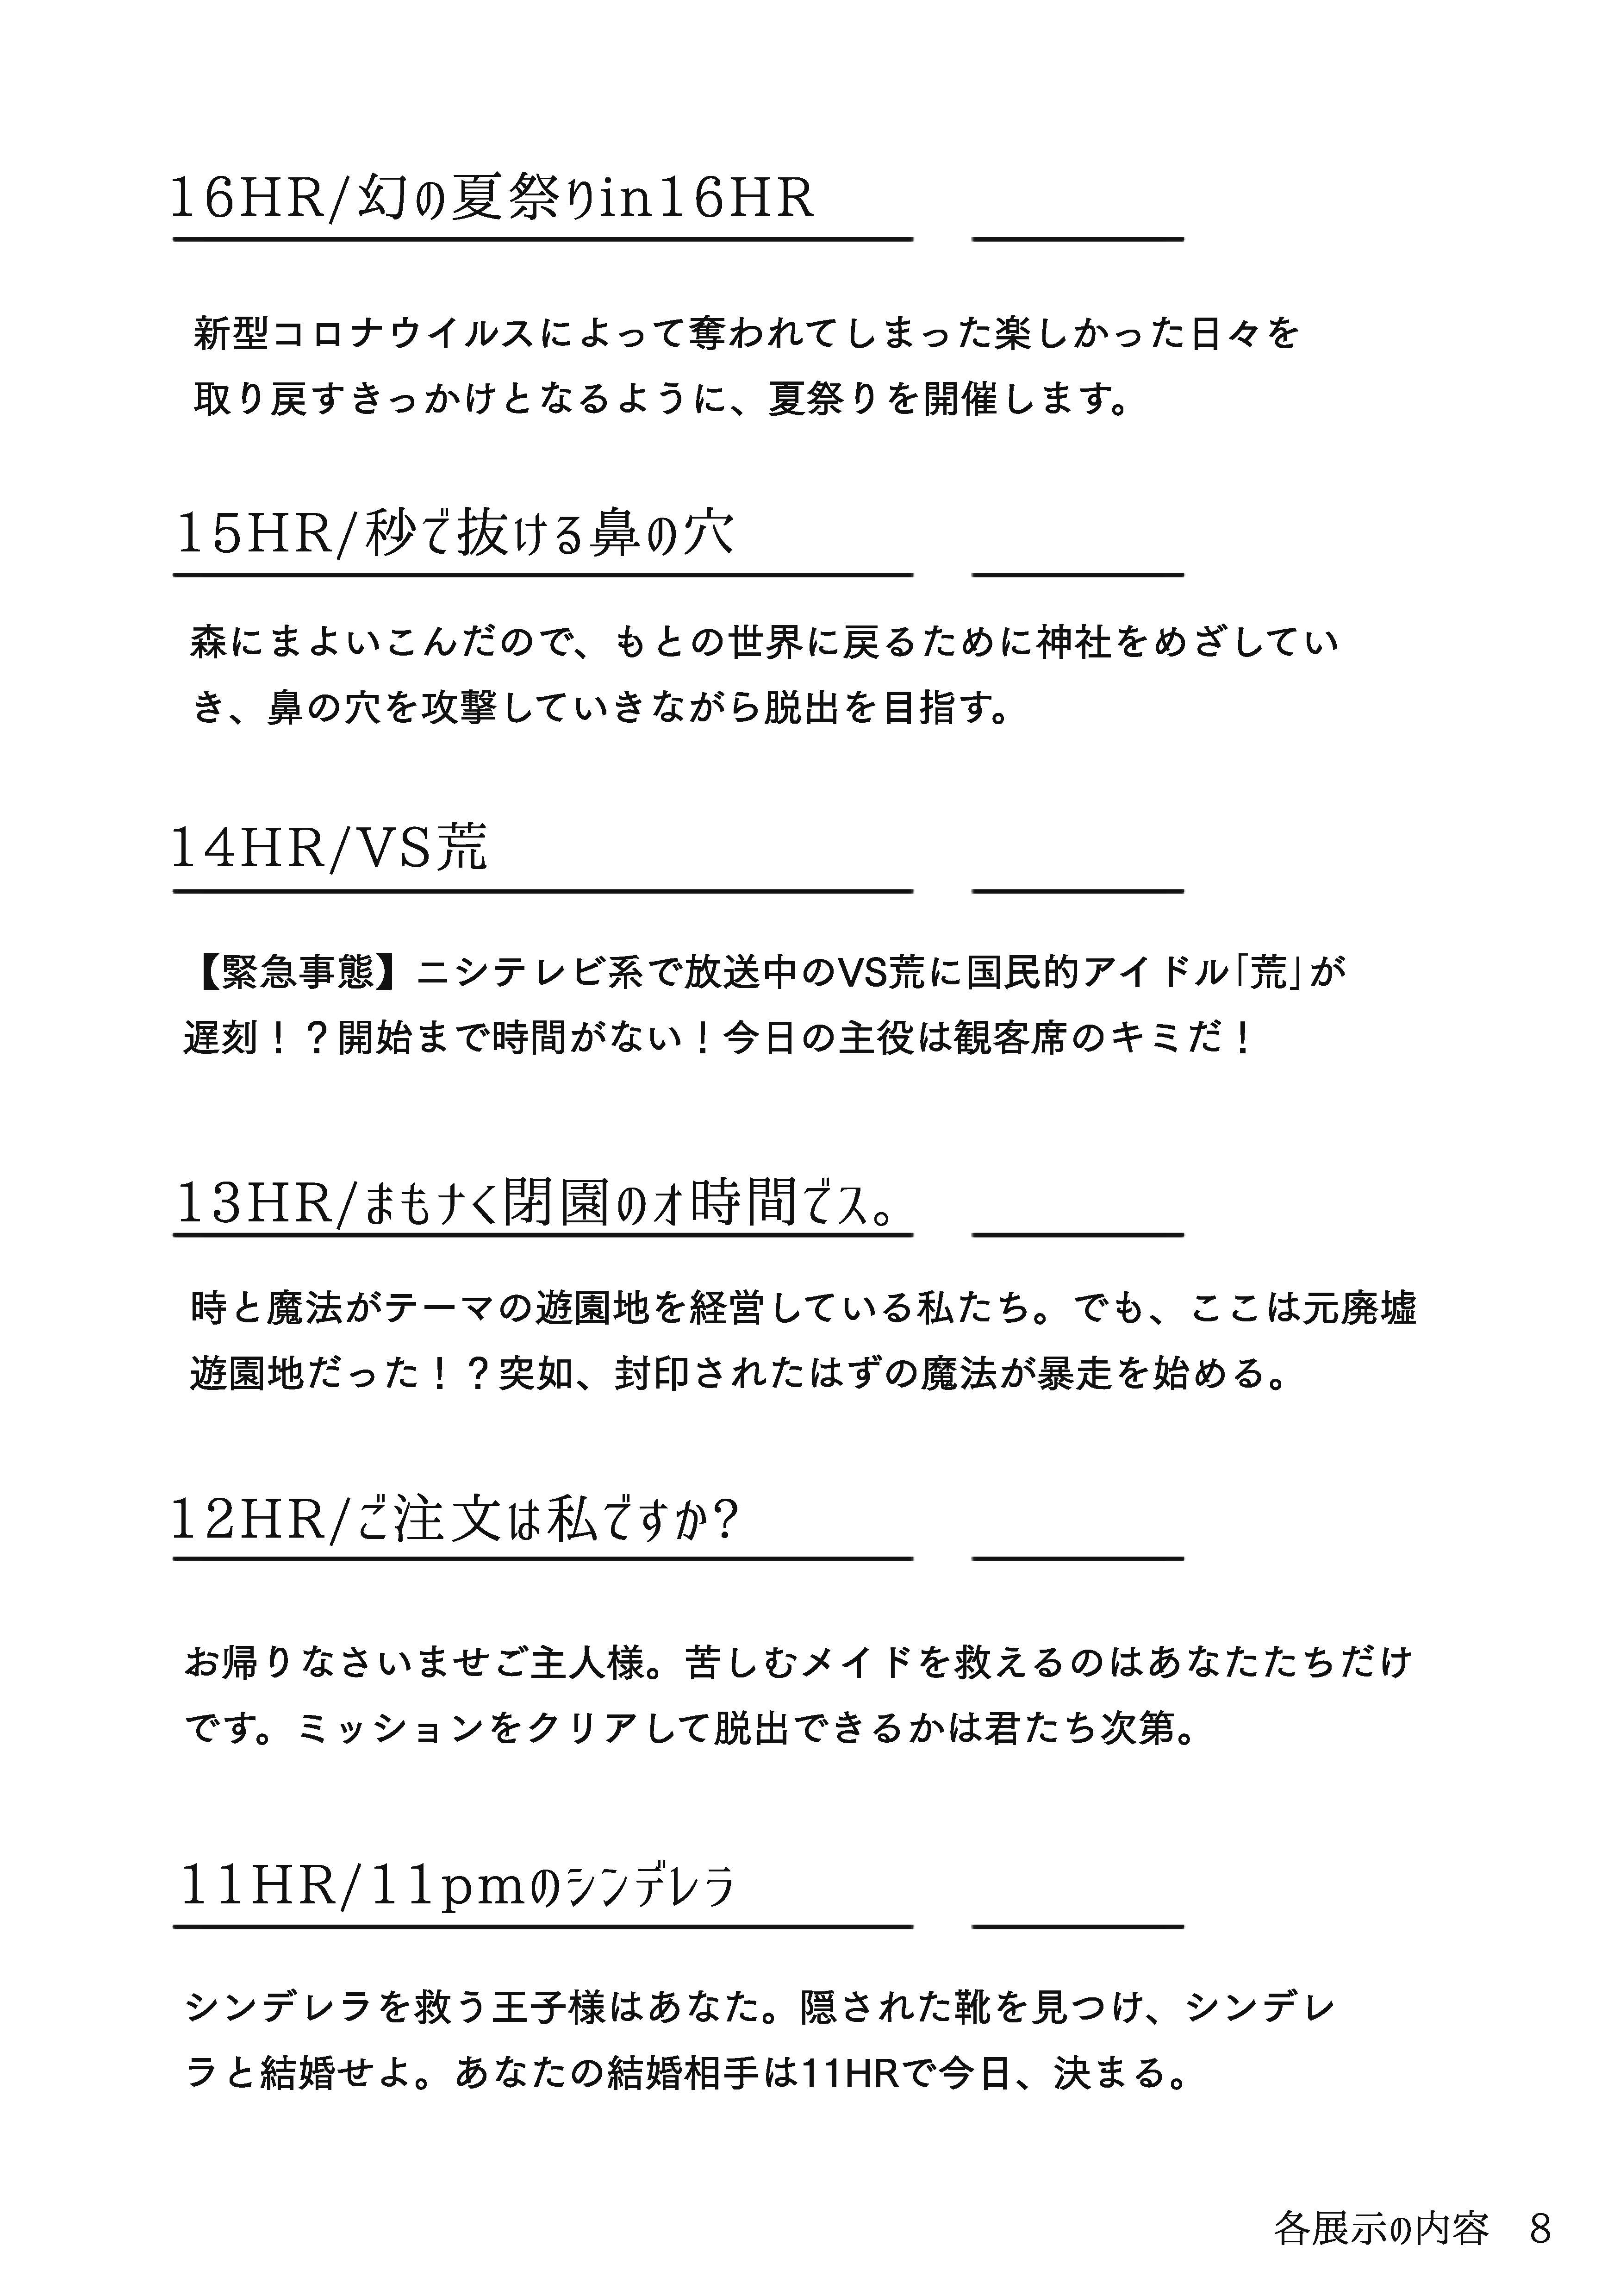 16HR/幻の夏祭りin16HR
新型コロナウイルスによって奪われてしまった楽しかった日々を
取り戻すきっかけとなるように、夏祭りを開催します。
15HR/秒で抜ける鼻の穴
森にまよいこんだので、もとの世界に戻るために神社をめざしてい
き、鼻の穴を攻撃していきながら脱出を目指す。
14HR/VS荒
【緊急事態】ニシテレビ系で放送中のVS荒に国民的アイドル「荒」が
遅刻！？開始まで時間がない！今日の主役は観客席のキミだ！
13HR/まもナく閉園のオ時間でス。
時と魔法がテーマの遊園地を経営している私たち。でも、ここは元廃墟
遊園地だった！？突如、封印されたはずの魔法が暴走を始める。
12HR/ご注文は私ですか?
お帰りなさいませご主人様。苦しむメイドを救えるのはあなたたちだけ
です。ミッションをクリアして脱出できるかは君たち次第。
11HR/11pmのシンデレラ
シンデレラを救う王子様はあなた。隠された靴を見つけ、シンデレ
ラと結婚せよ。あなたの結婚相手は11HRで今日、決まる。
各展示の内容 8